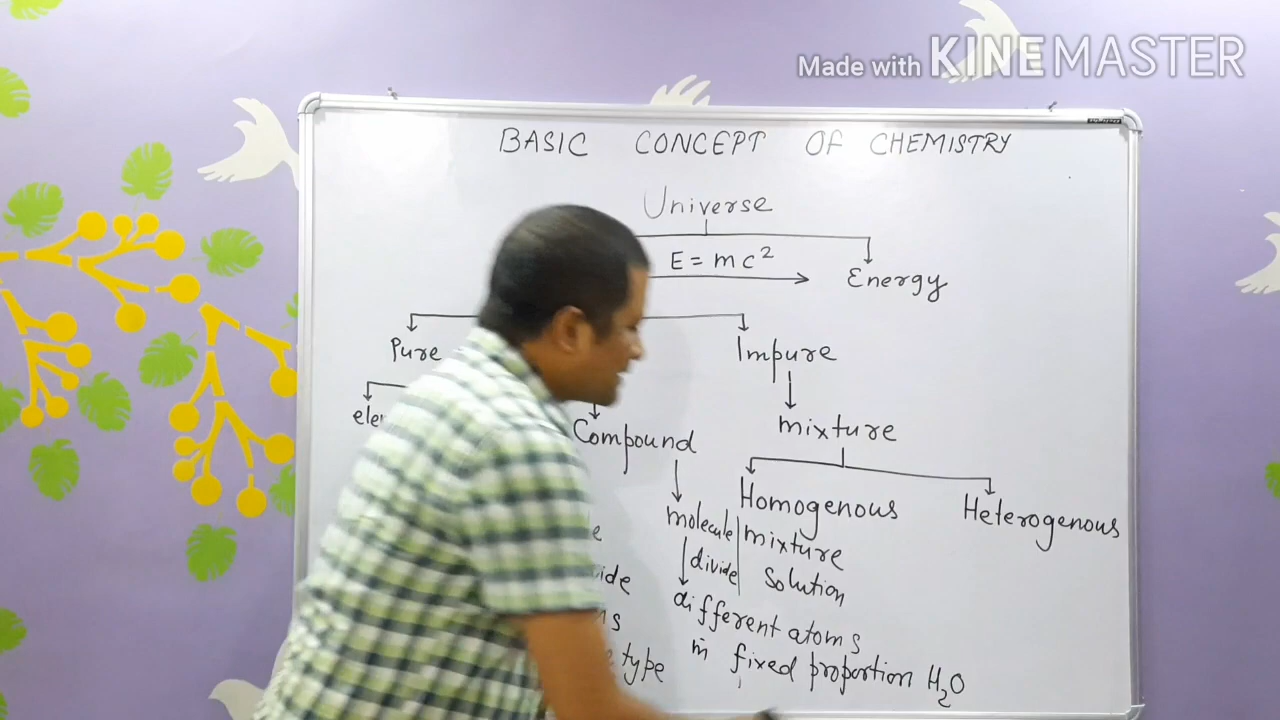 Made with KINEMASTER
BASIC CONCEPT OF CHEMISTRY
Universe
E = mc²
Energy
Pure
Impure
Compound
mixture
Homogenous
Heterogenous
molecule
mixture
divide
Solution
different atoms
in fixed proportion H₂O
type